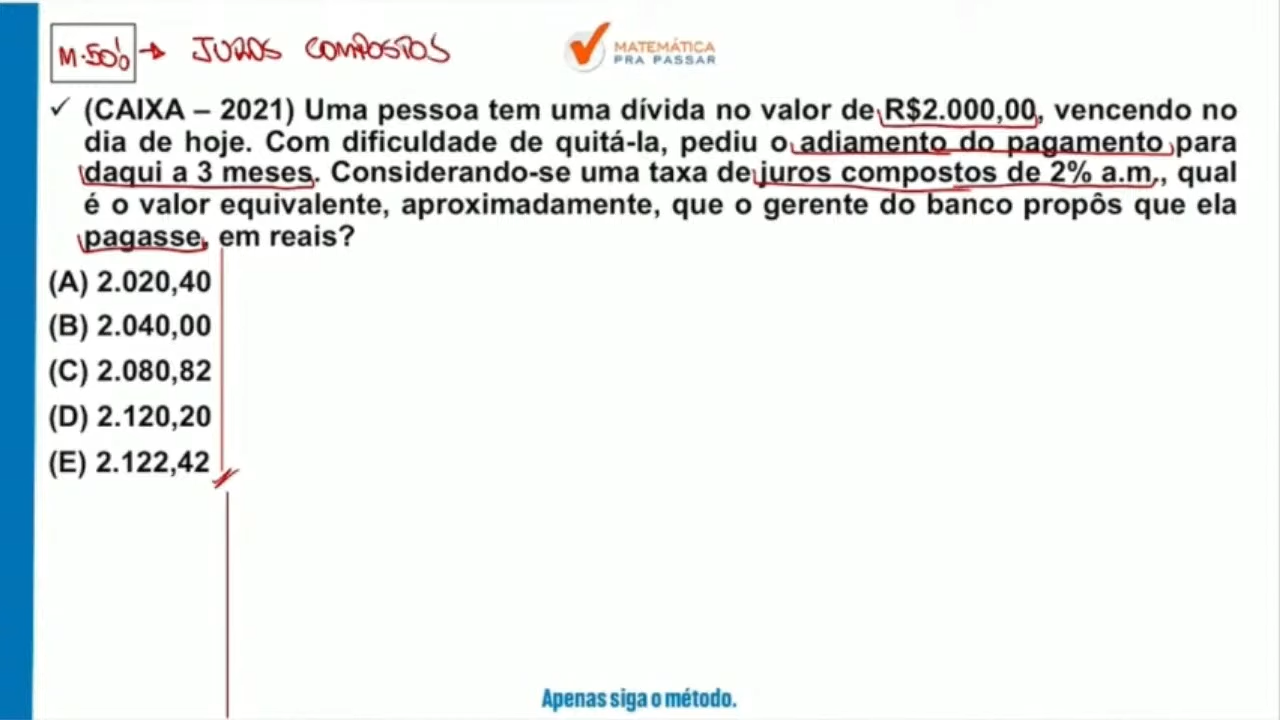 M.50% → JUROS COMPOSTOS
MATEMÁTICA
PRA PASSAR
✓ (CAIXA – 2021) Uma pessoa tem uma dívida no valor de R$2.000,00, vencendo no
dia de hoje. Com dificuldade de quitá-la, pediu o adiamento do pagamento para
daqui a 3 meses. Considerando-se uma taxa de juros compostos de 2% a.m., qual
é o valor equivalente, aproximadamente, que o gerente do banco propôs que ela
pagasse, em reais?
(A) 2.020,40
(B) 2.040,00
(C) 2.080,82
(D) 2.120,20
(E) 2.122,42
Apenas siga o método.